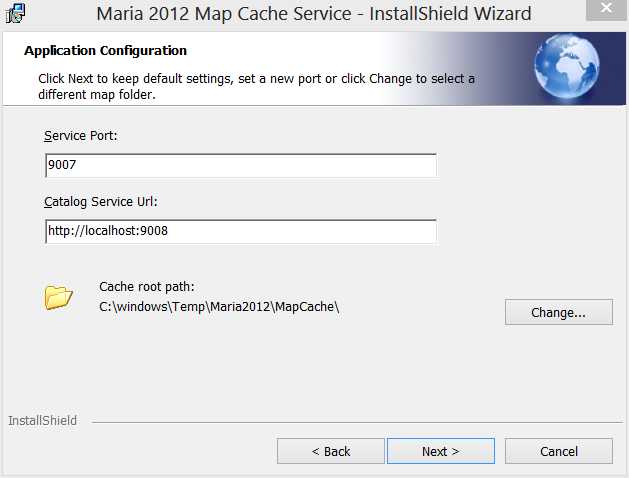 Maria 2012 Map Cache Service - InstallShield Wizard
Application Configuration
Click Next to keep default settings, set a new port or click Change to select a
different map folder.
Service Port:
9007
Catalog Service Url:
http://localhost:9008
Cache root path:
C:\windows\Temp\Maria2012\MapCache\
Change...
InstallShield
< Back
Next >
Cancel